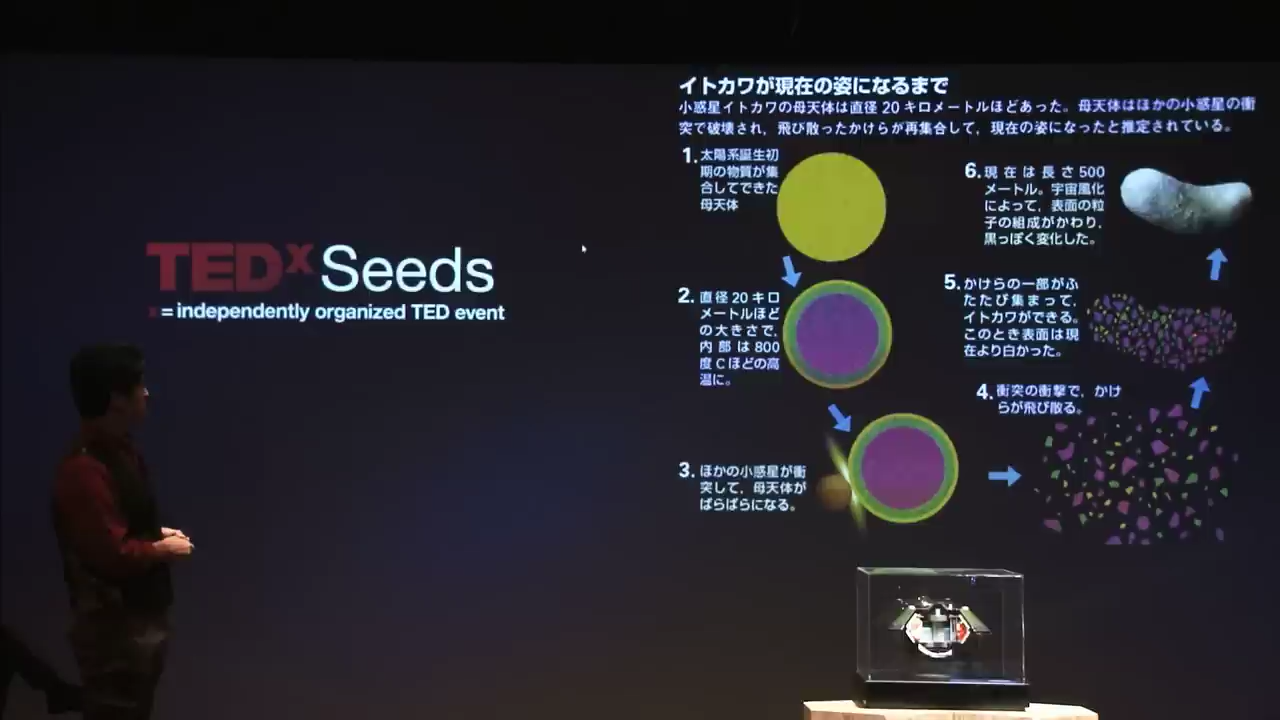 TEDx Seeds
x = independently organized TED event
イトカワが現在の姿になるまで
小惑星イトカワの母天体は直径 20 キロメートルほどあった。母天体はほかの小惑星の衝
突で破壊され，飛び散ったかけらが再集合して，現在の姿になったと推定されている。
1. 太陽系誕生初
期の物質が集
合してできた
母天体
2. 直径 20 キロ
メートルほど
の大きさで，
内部は 800
度 C ほどの高
温に。
3. ほかの小惑星が衝
突して，母天体が
ばらばらになる。
4. 衝突の衝撃で，かけ
らが飛び散る。
5. かけらの一部がふ
たたび集まって，
イトカワができる。
このとき表面は現
在より白かった。
6. 現在は長さ 500
メートル。宇宙風化
によって，表面の粒
子の組成がかわり，
黒っぽく変化した。